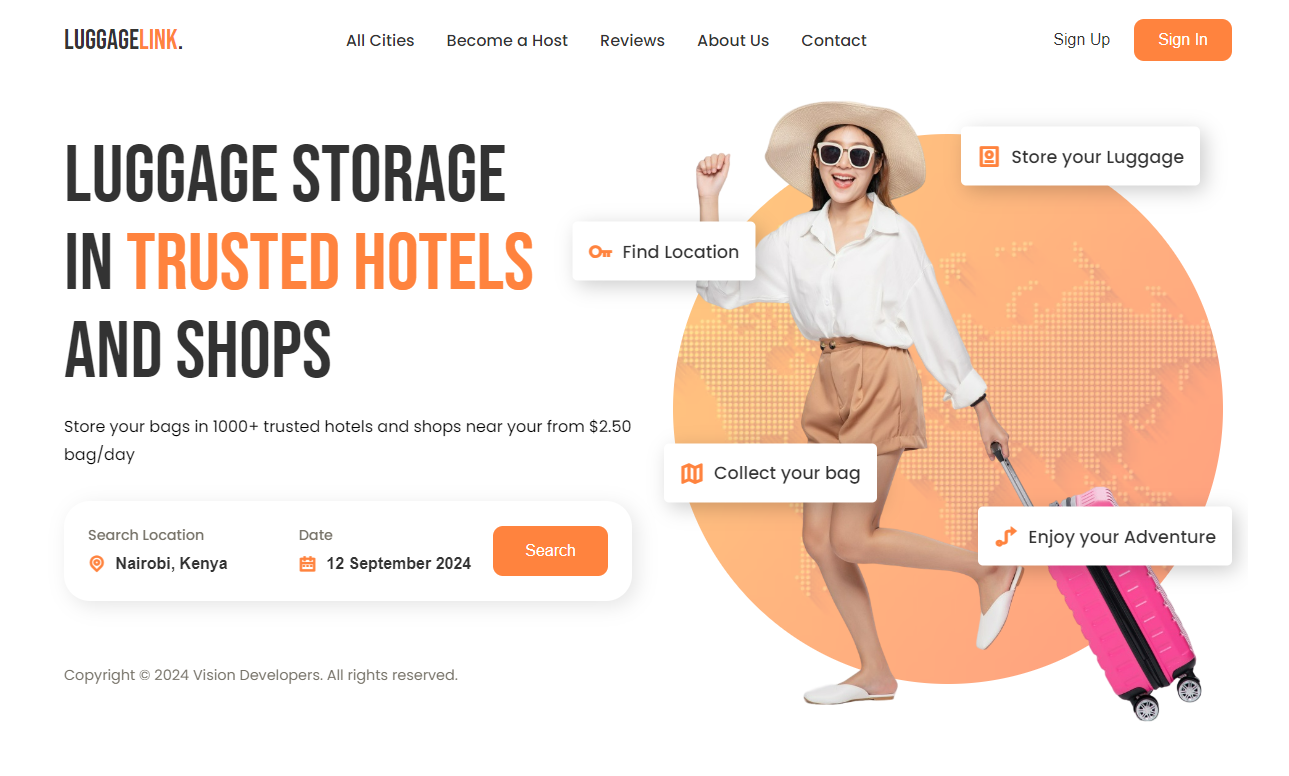 LUGGAGELINK.
All Cities
Become a Host
Reviews
About Us
Contact
Sign Up
Sign In
LUGGAGE STORAGE
IN TRUSTED HOTELS
AND SHOPS
Store your bags in 1000+ trusted hotels and shops near your from $2.50
bag/day
Search Location
Nairobi, Kenya
Date
12 September 2024
Search
Store your Luggage
Find Location
Collect your bag
Enjoy your Adventure
Copyright © 2024 Vision Developers. All rights reserved.